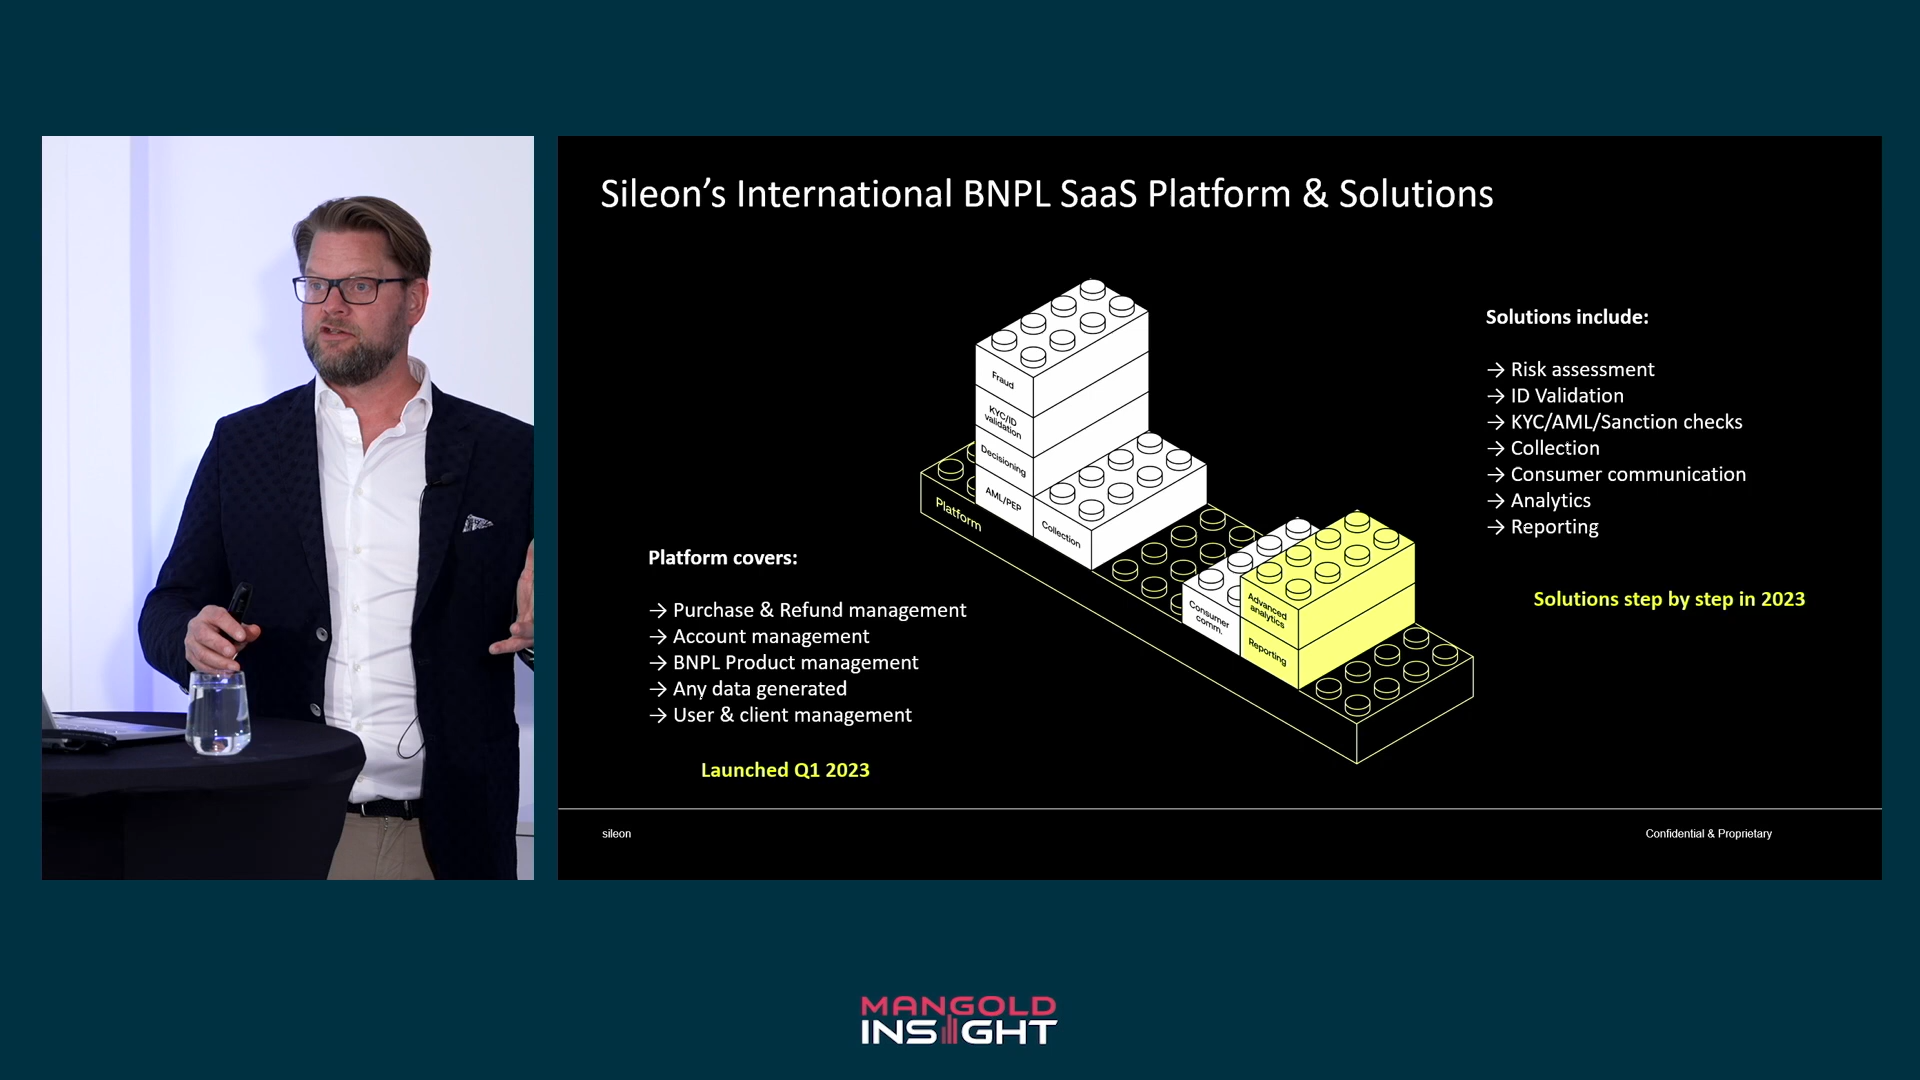 Sileon’s International BNPL SaaS Platform & Solutions
Fraud
KYC/ID
validation
Decisioning
AML/PEP
Collection
Platform
Consumer
comm.
Advanced
analytics
Reporting
Platform covers:
→ Purchase & Refund management
→ Account management
→ BNPL Product management
→ Any data generated
→ User & client management
Launched Q1 2023
Solutions include:
→ Risk assessment
→ ID Validation
→ KYC/AML/Sanction checks
→ Collection
→ Consumer communication
→ Analytics
→ Reporting
Solutions step by step in 2023
sileon
Confidential & Proprietary
MANGOLD
INSIGHT